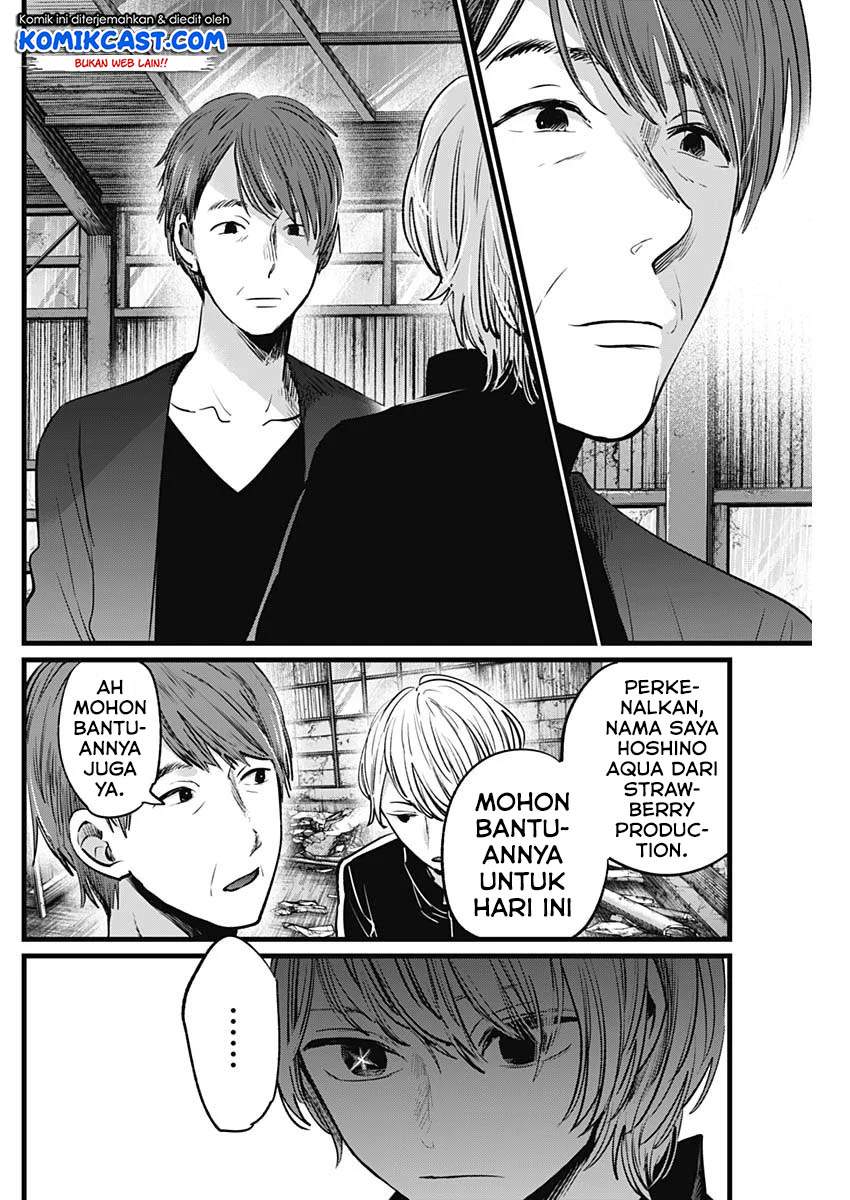 Komik ini diterjemahkan & diedit oleh
KOMIKCAST.COM
BUKAN WEB LAIN!!
PERKE-
NALKAN,
NAMA SAYA
HOSHINO
AQUA DARI
STRAW-
BERRY
PRODUC-
TION.
MOHON
BANTU-
ANNYA
UNTUK
HARI INI
AH
MOHON
BANTU-
ANNYA
JUGA
YA.
......